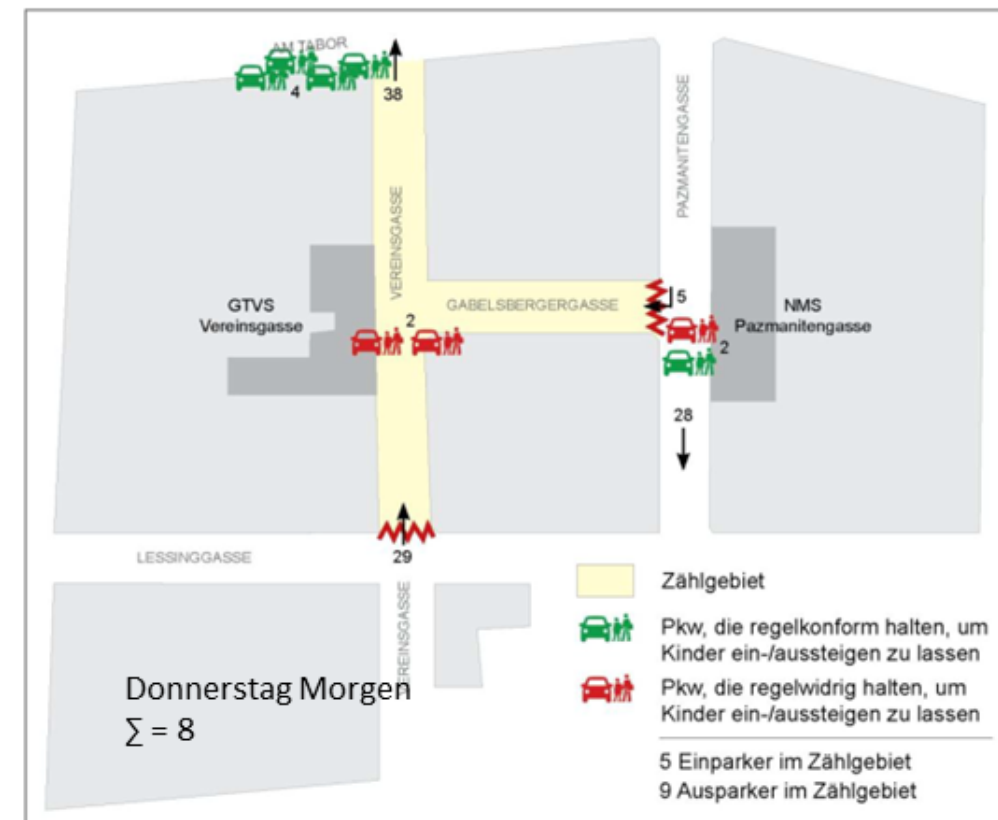 AM TABOR
4
38
PAZMANITENGASSE
VEREINSGASSE
GTVS
Vereinsgasse
GABELSBERGERGASSE
5
NMS
Pazmanitengasse
2
2
28
LESSINGGASSE
29
VEREINSGASSE
Zählgebiet
Pkw, die regelkonform halten, um
Kinder ein-/aussteigen zu lassen
Pkw, die regelwidrig halten, um
Kinder ein-/aussteigen zu lassen
Donnerstag Morgen
∑ = 8
5 Einparker im Zählgebiet
9 Ausparker im Zählgebiet